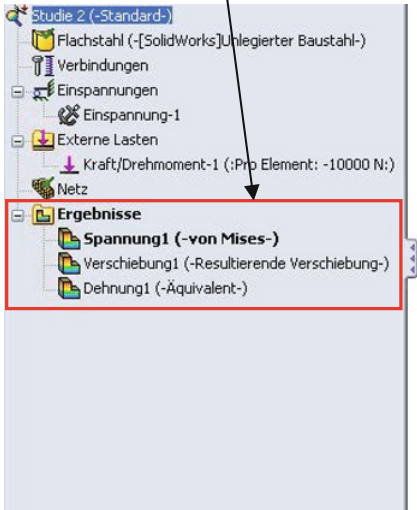 Studie 2 (-Standard-)
Flachstahl (-[SolidWorks]Unlegierter Baustahl-)
Verbindungen
Einspannungen
Einspannung-1
Externe Lasten
Kraft/Drehmoment-1 (:Pro Element: -10000 N:)
Netz
Ergebnisse
Spannung1 (-von Mises-)
Verschiebung1 (-Resultierende Verschiebung-)
Dehnung1 (-Äquivalent-)